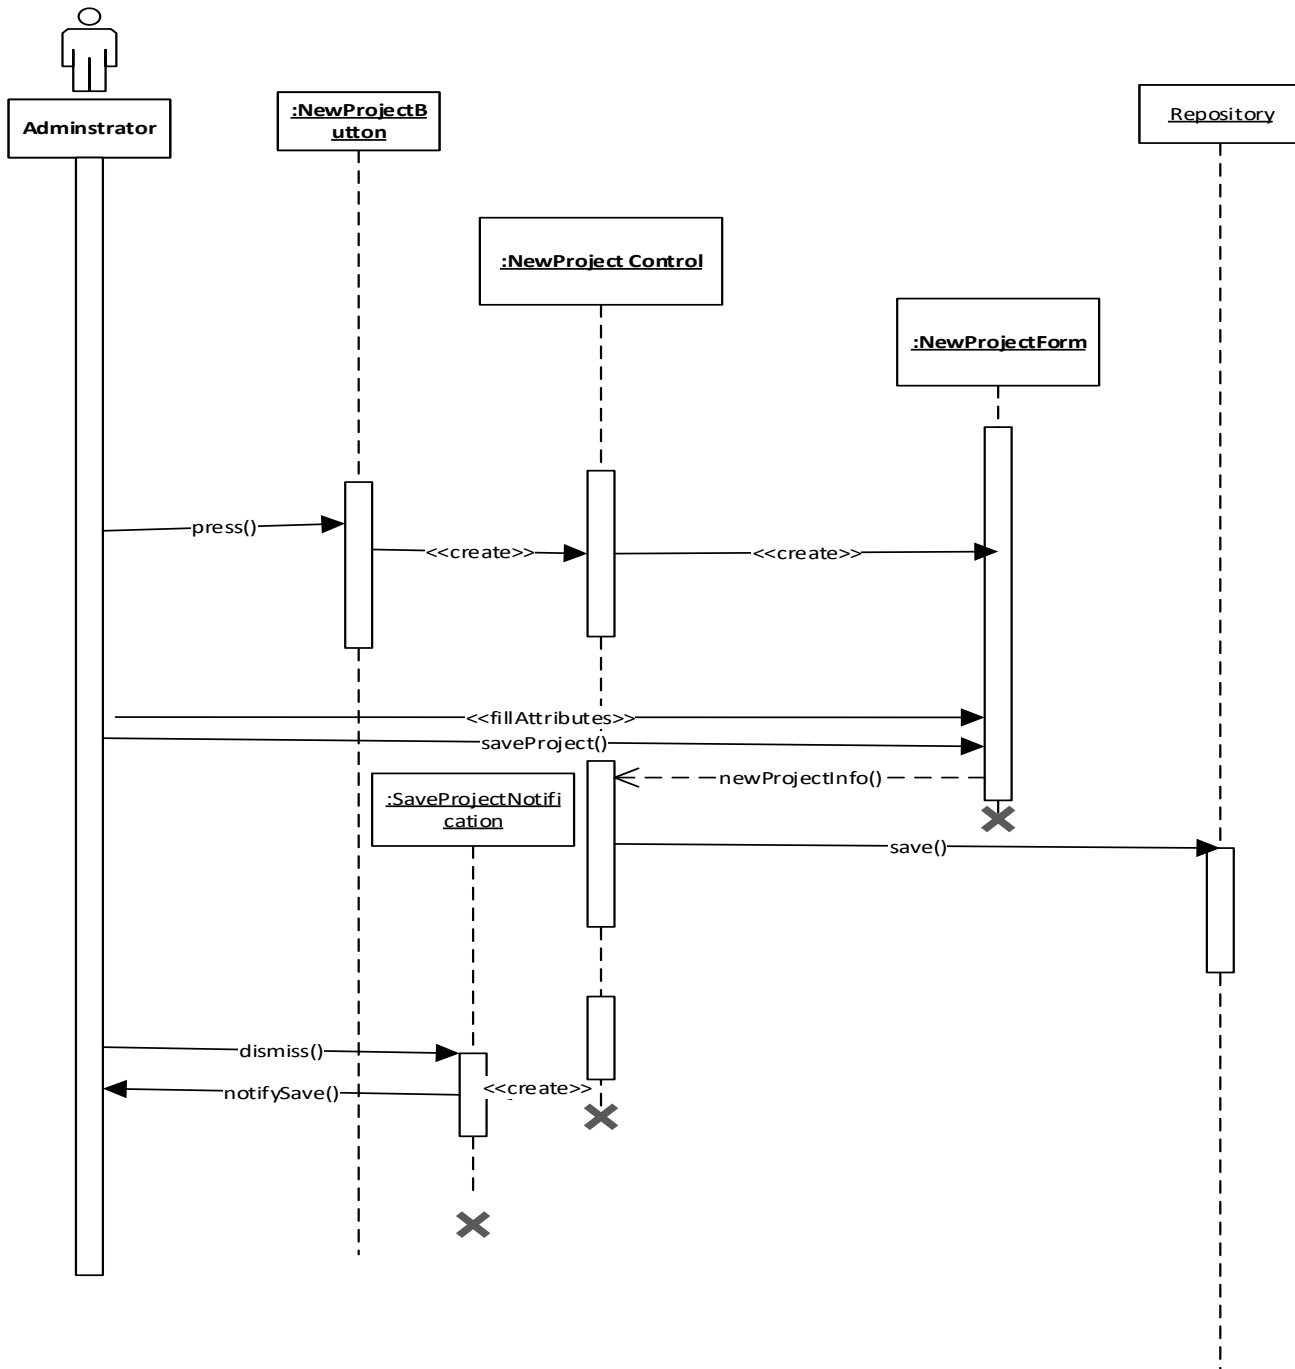 Adminstrator
:NewProjectB
utton
Repository
:NewProject Control
:NewProjectForm
press()
<<create>>
<<create>>
<<fillAttributes>>
saveProject()
newProjectInfo()
:SaveProjectNotifi
cation
save()
dismiss()
notifySave()
<<create>>